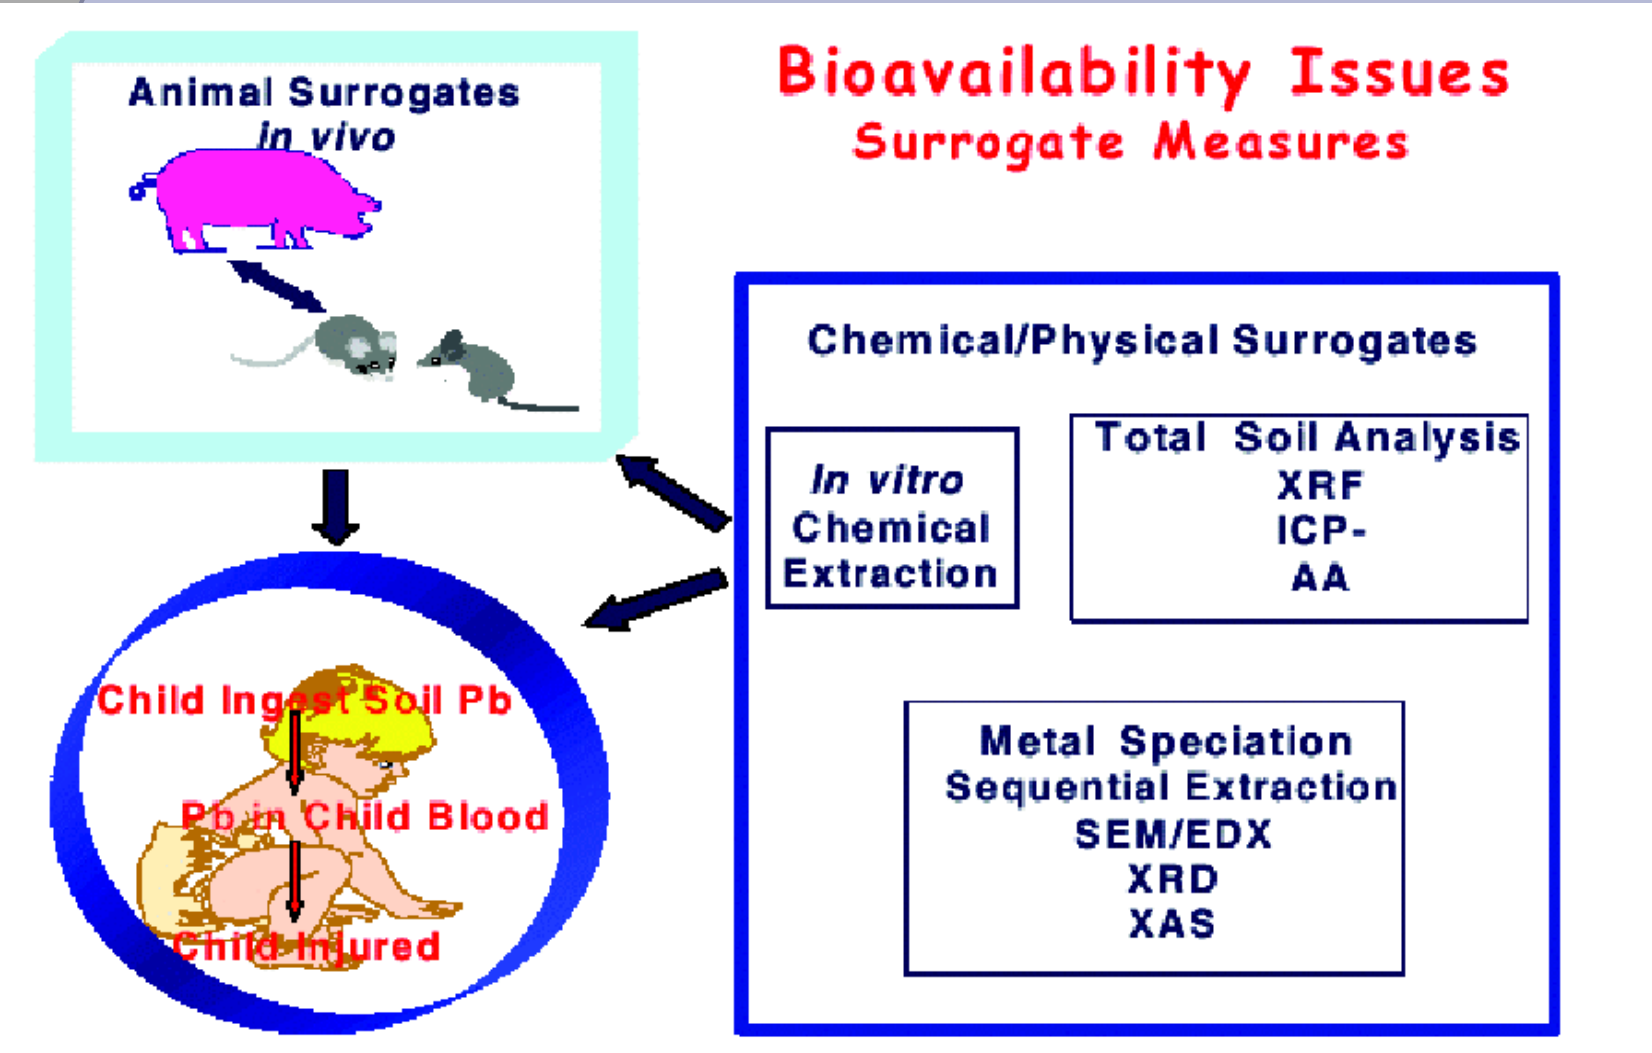 Bioavailability Issues
Surrogate Measures
Animal Surrogates
in vivo
Chemical/Physical Surrogates
In vitro
Chemical
Extraction
Total Soil Analysis
XRF
ICP-
AA
Metal Speciation
Sequential Extraction
SEM/EDX
XRD
XAS
Child Ingest Soil Pb
Pb in Child Blood
Child Injured